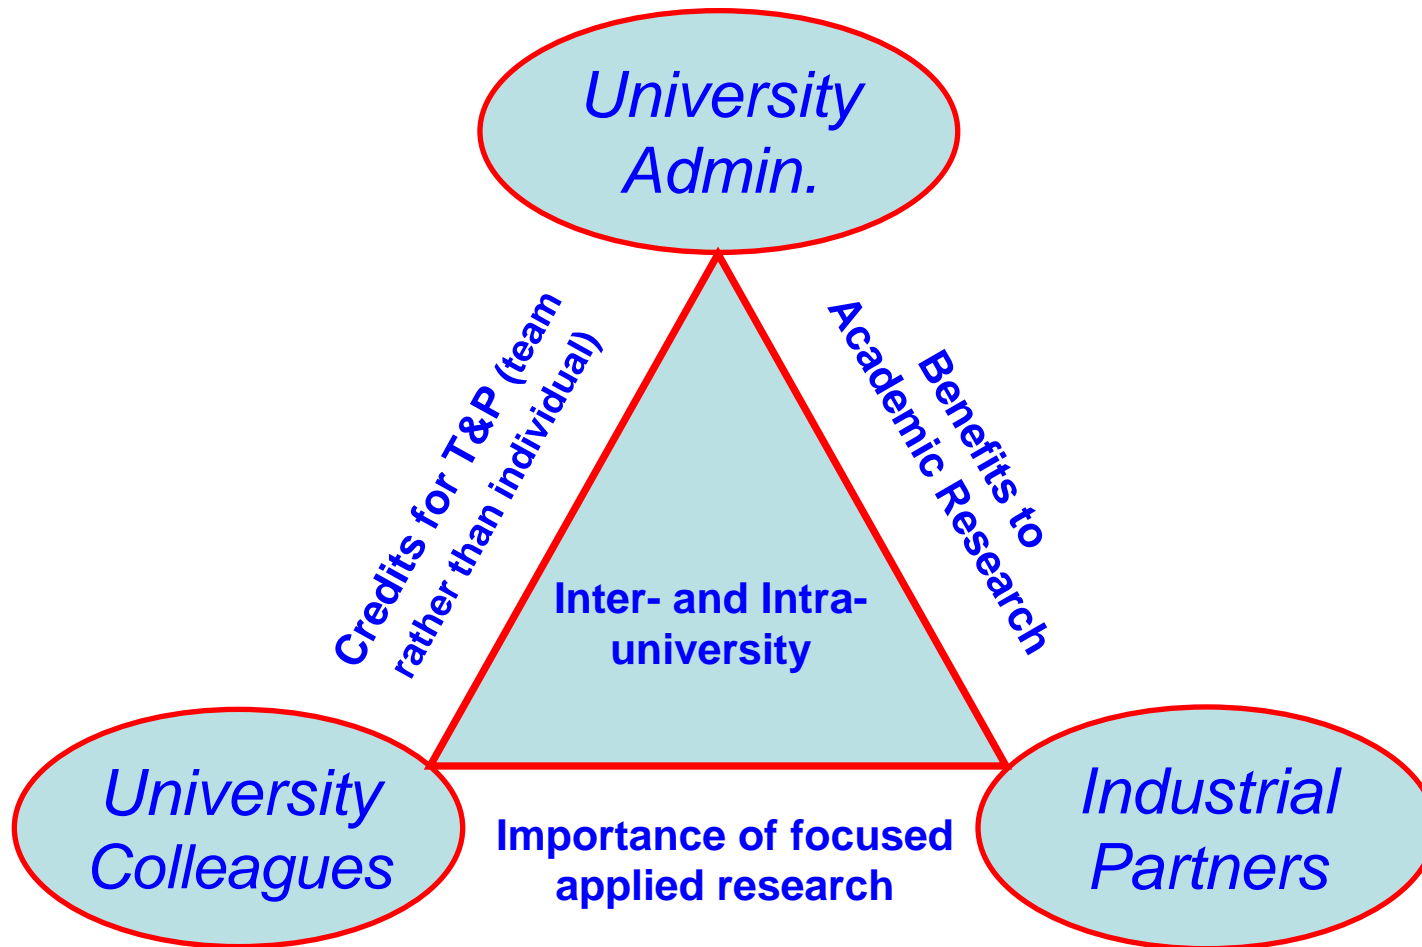 University
Admin.
Credits for T&P (team
rather than individual)
Benefits to
Academic Research
Inter- and Intra-
university
University
Colleagues
Importance of focused
applied research
Industrial
Partners